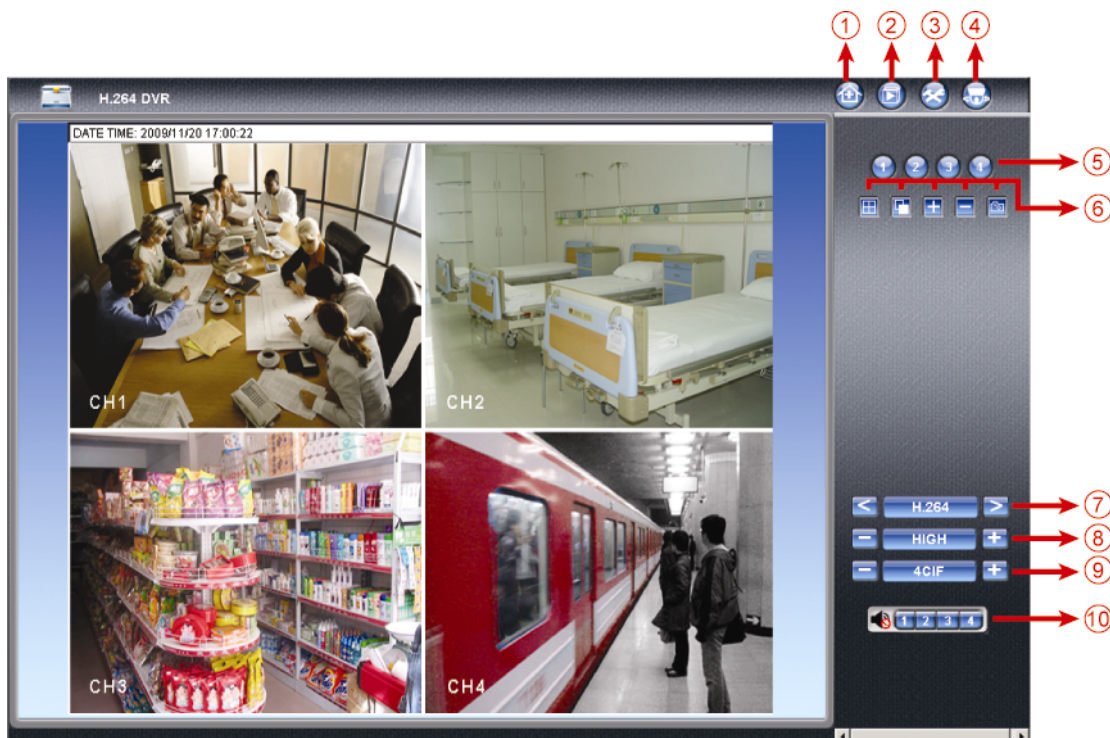 ① ② ③ ④
H.264 DVR
DATE TIME: 2009/11/20 17:00:22
1 2 3 4 ⑤
⑥
CH1 CH2
< H.264 > ⑦
− HIGH + ⑧
− 4CIF + ⑨
1 2 3 4 ⑩
CH3 CH4